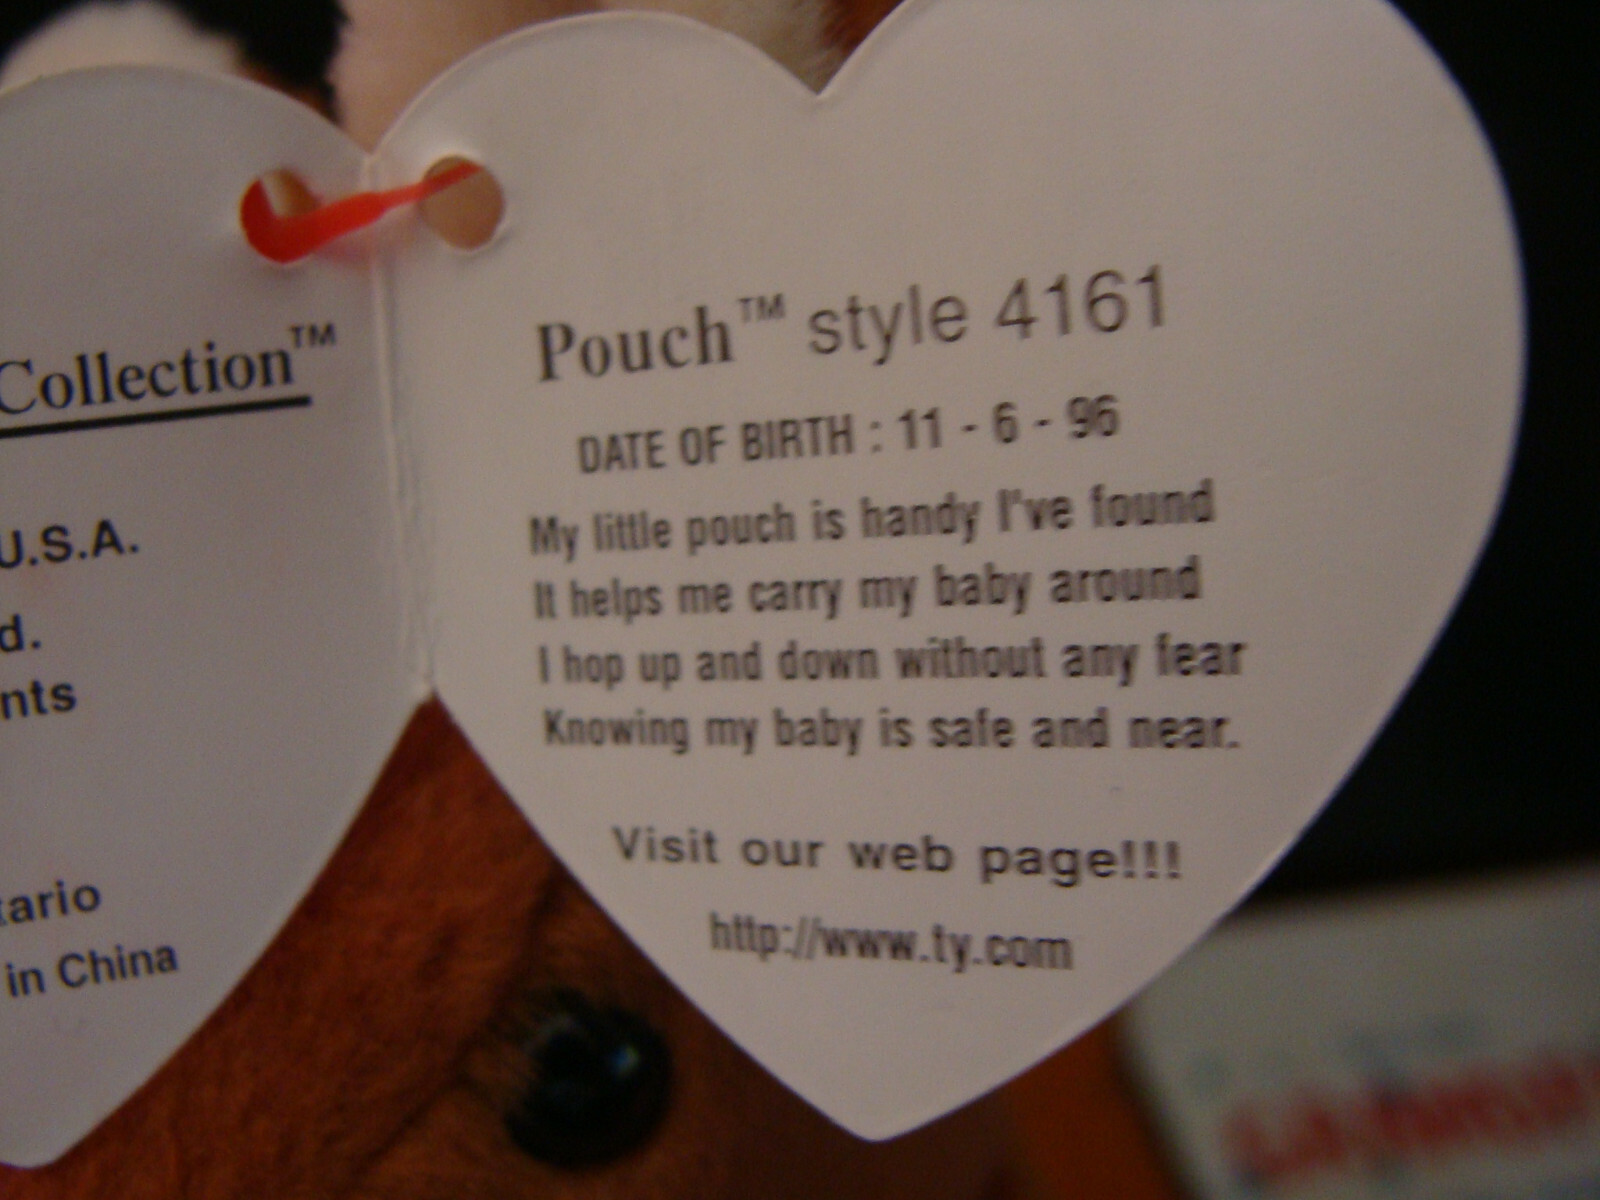 Collection™
U.S.A.
d.
nts
tario
in China
Pouch™ style 4161
DATE OF BIRTH : 11 - 6 - 96
My little pouch is handy I've found
It helps me carry my baby around
I hop up and down without any fear
Knowing my baby is safe and near.
Visit our web page!!!
http://www.ty.com